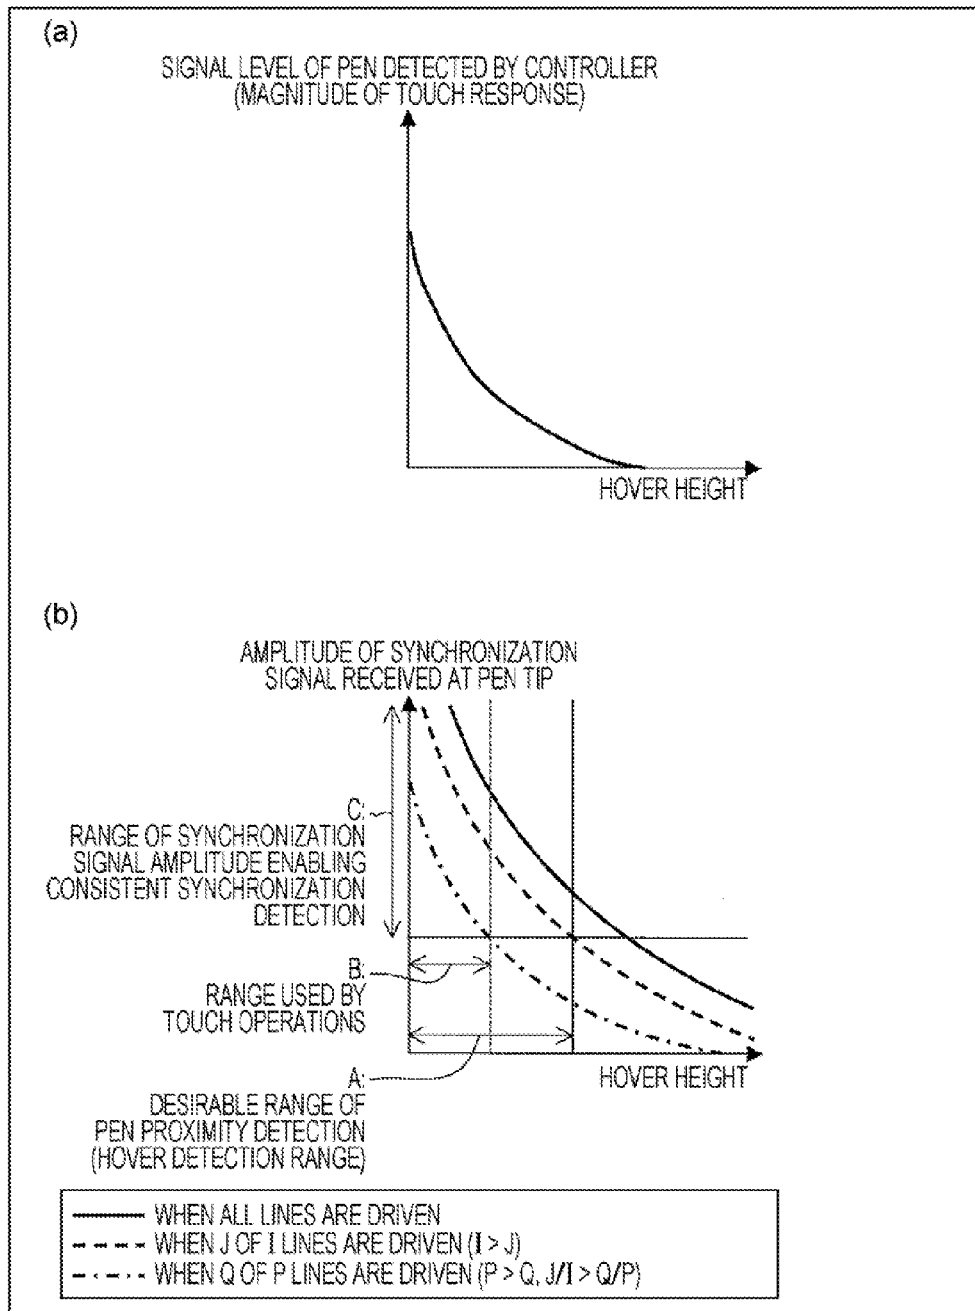 (a)
SIGNAL LEVEL OF PEN DETECTED BY CONTROLLER
(MAGNITUDE OF TOUCH RESPONSE)
HOVER HEIGHT
(b)
AMPLITUDE OF SYNCHRONIZATION
SIGNAL RECEIVED AT PEN TIP
C:
RANGE OF SYNCHRONIZATION
SIGNAL AMPLITUDE ENABLING
CONSISTENT SYNCHRONIZATION
DETECTION
B:
RANGE USED BY
TOUCH OPERATIONS
HOVER HEIGHT
A:
DESIRABLE RANGE OF
PEN PROXIMITY DETECTION
(HOVER DETECTION RANGE)
WHEN ALL LINES ARE DRIVEN
WHEN J OF I LINES ARE DRIVEN (I > J)
WHEN Q OF P LINES ARE DRIVEN (P > Q, J/I > Q/P)